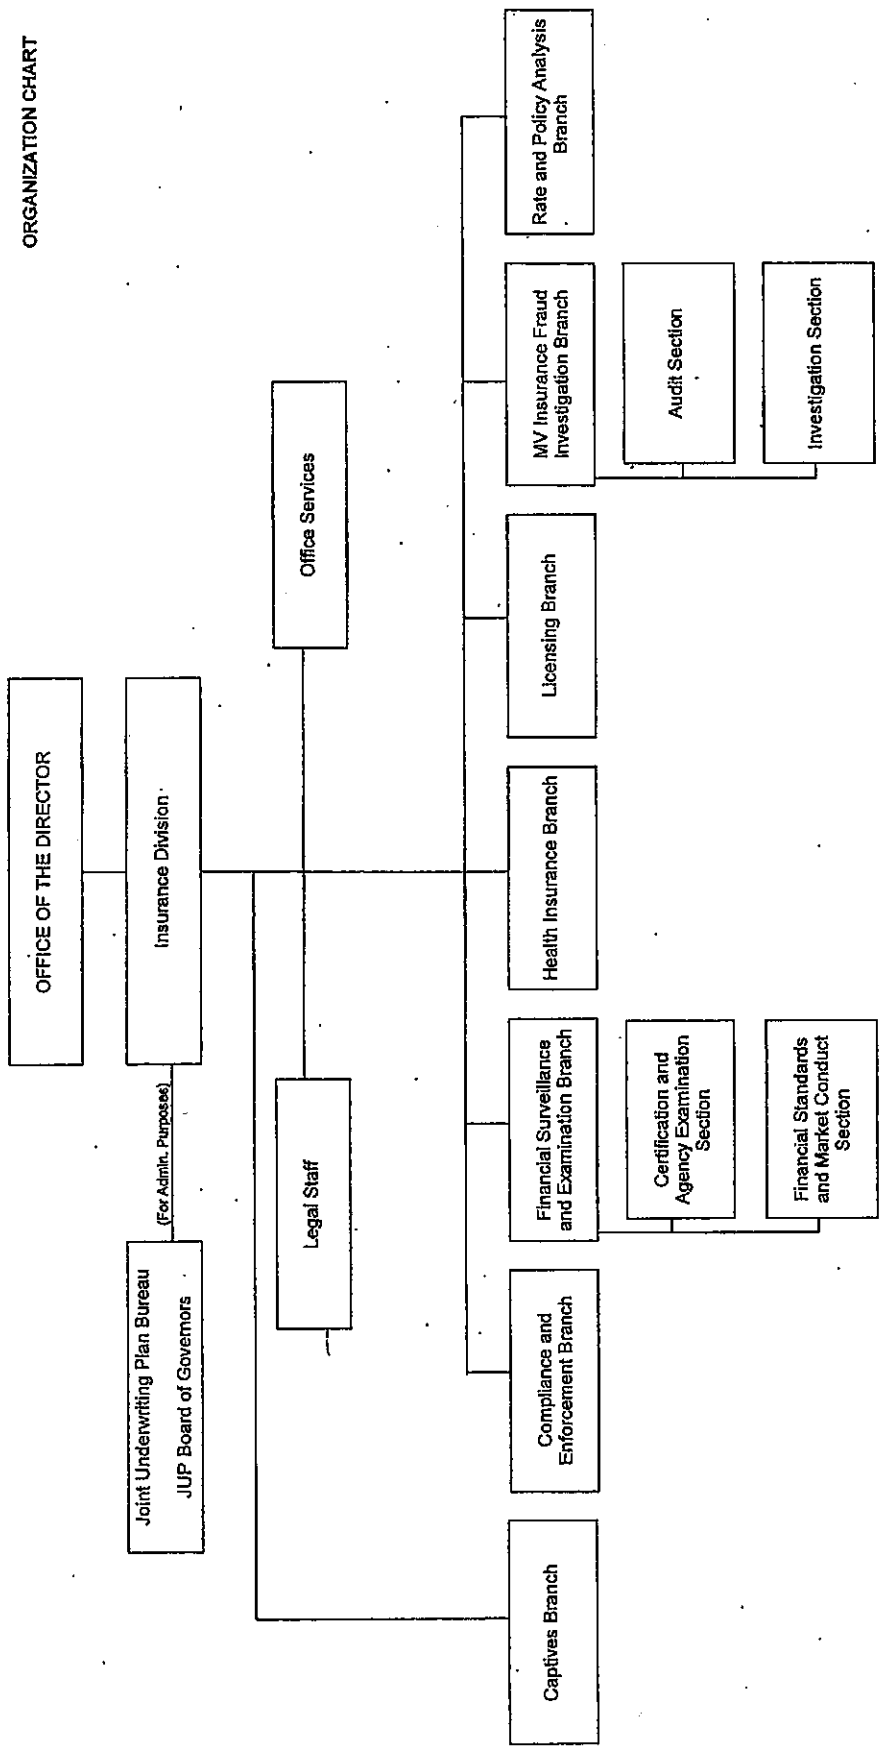 ORGANIZATION CHART
OFFICE OF THE DIRECTOR
Insurance Division
(For Admin. Purposes)
Joint Underwriting Plan Bureau
JUP Board of Governors
Legal Staff
Office Services
Captives Branch
Compliance and
Enforcement Branch
Financial Surveillance
and Examination Branch
Certification and
Agency Examination
Section
Financial Standards
and Market Conduct
Section
Health Insurance Branch
Licensing Branch
MV Insurance Fraud
Investigation Branch
Audit Section
Investigation Section
Rate and Policy Analysis
Branch